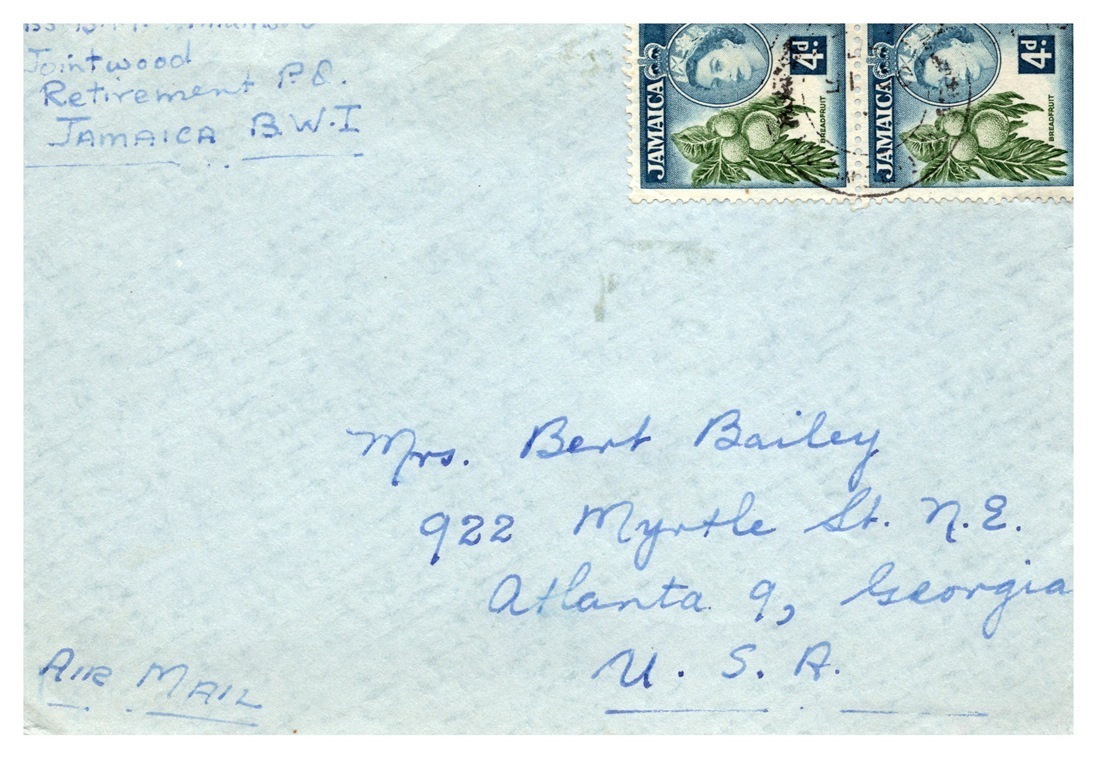 Jointwood
Retirement P.O.
JAMAICA B.W.I
JAMAICA
4d.
BREADFRUIT
JAMAICA
4d.
BREADFRUIT
Mrs. Bert Bailey
922 Myrtle St. N.E.
Atlanta 9, Georgia
U. S. A.
AIR MAIL